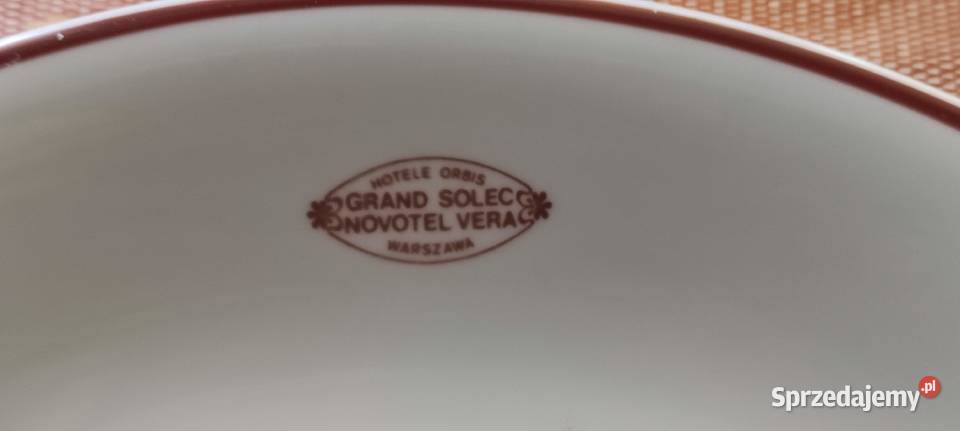 HOTELE ORBIS
GRAND SOLEC
NOVOTEL VERA
WARSZAWA
Sprzedajemy.pl